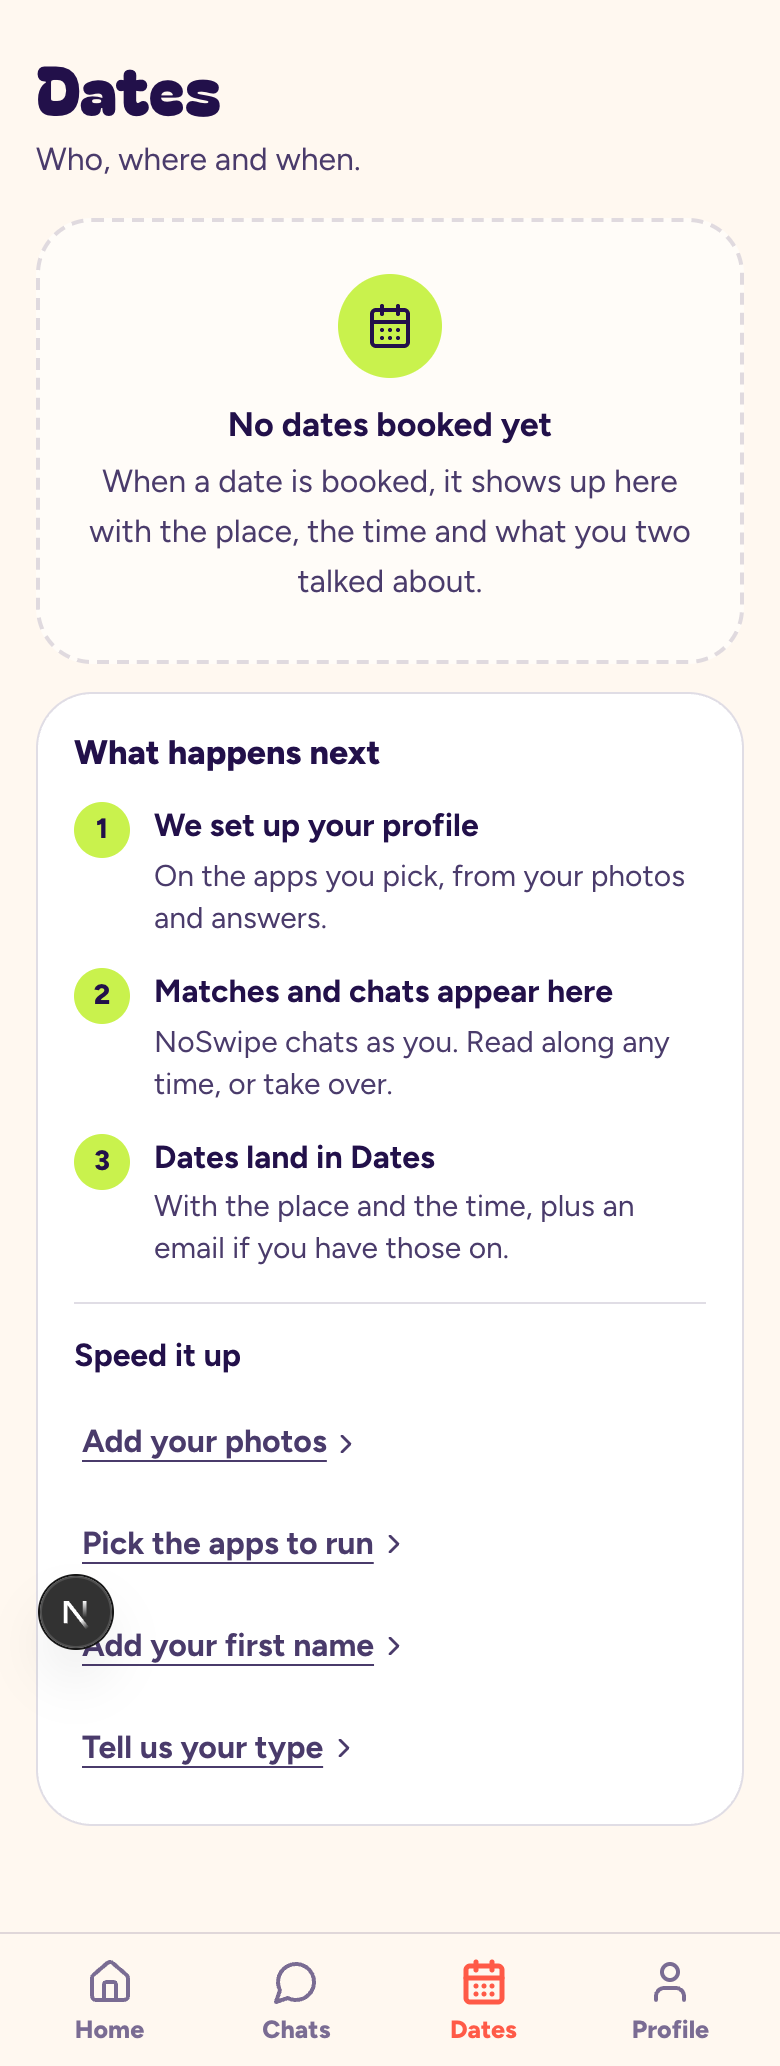 Dates
Who, where and when.
No dates booked yet
When a date is booked, it shows up here
with the place, the time and what you two
talked about.
What happens next
1
We set up your profile
On the apps you pick, from your photos
and answers.
2
Matches and chats appear here
NoSwipe chats as you. Read along any
time, or take over.
3
Dates land in Dates
With the place and the time, plus an
email if you have those on.
Speed it up
Add your photos
Pick the apps to run
N
Add your first name
Tell us your type
Home
Chats
Dates
Profile